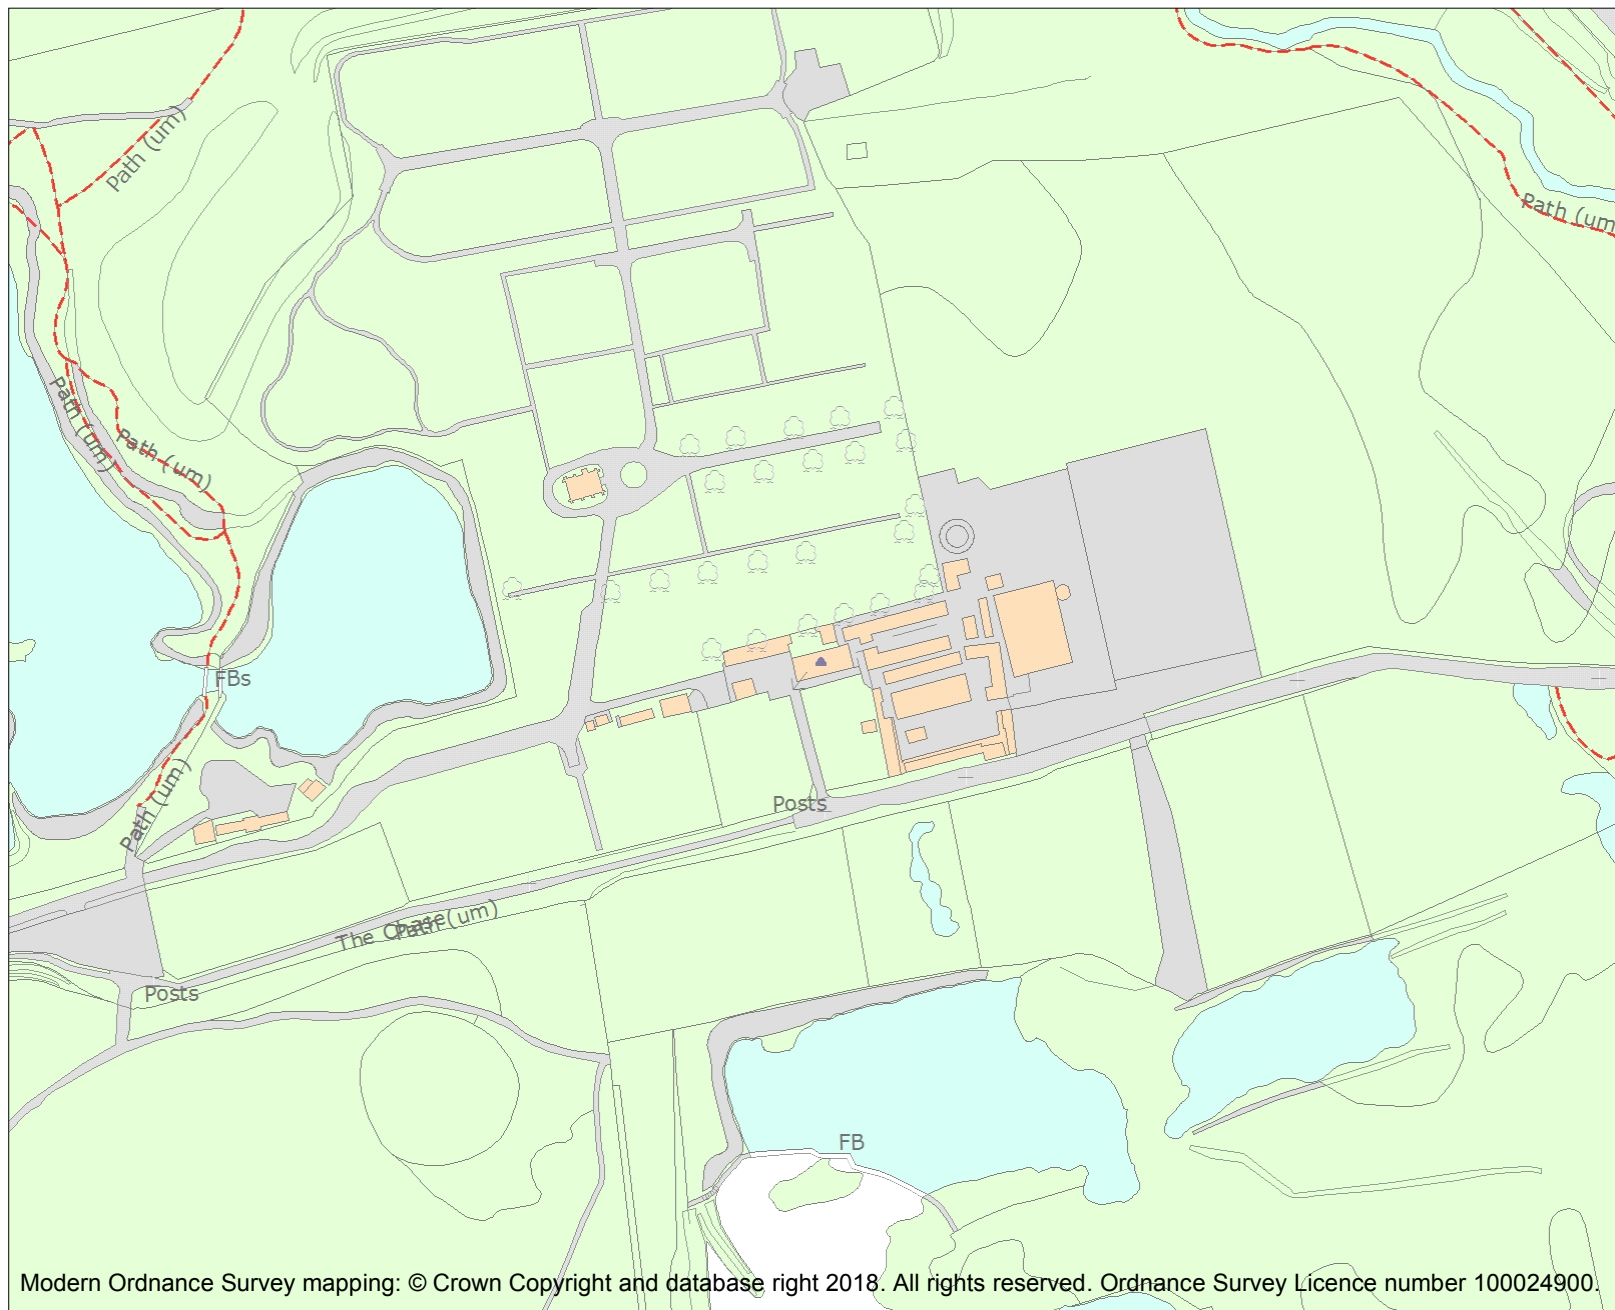 Path (um)
Path (um)
Path (um)
Path (um)
FBs
Path (um)
Posts
The Chase
Path (um)
Posts
FB
Modern Ordnance Survey mapping: © Crown Copyright and database right 2018. All rights reserved. Ordnance Survey Licence number 100024900.